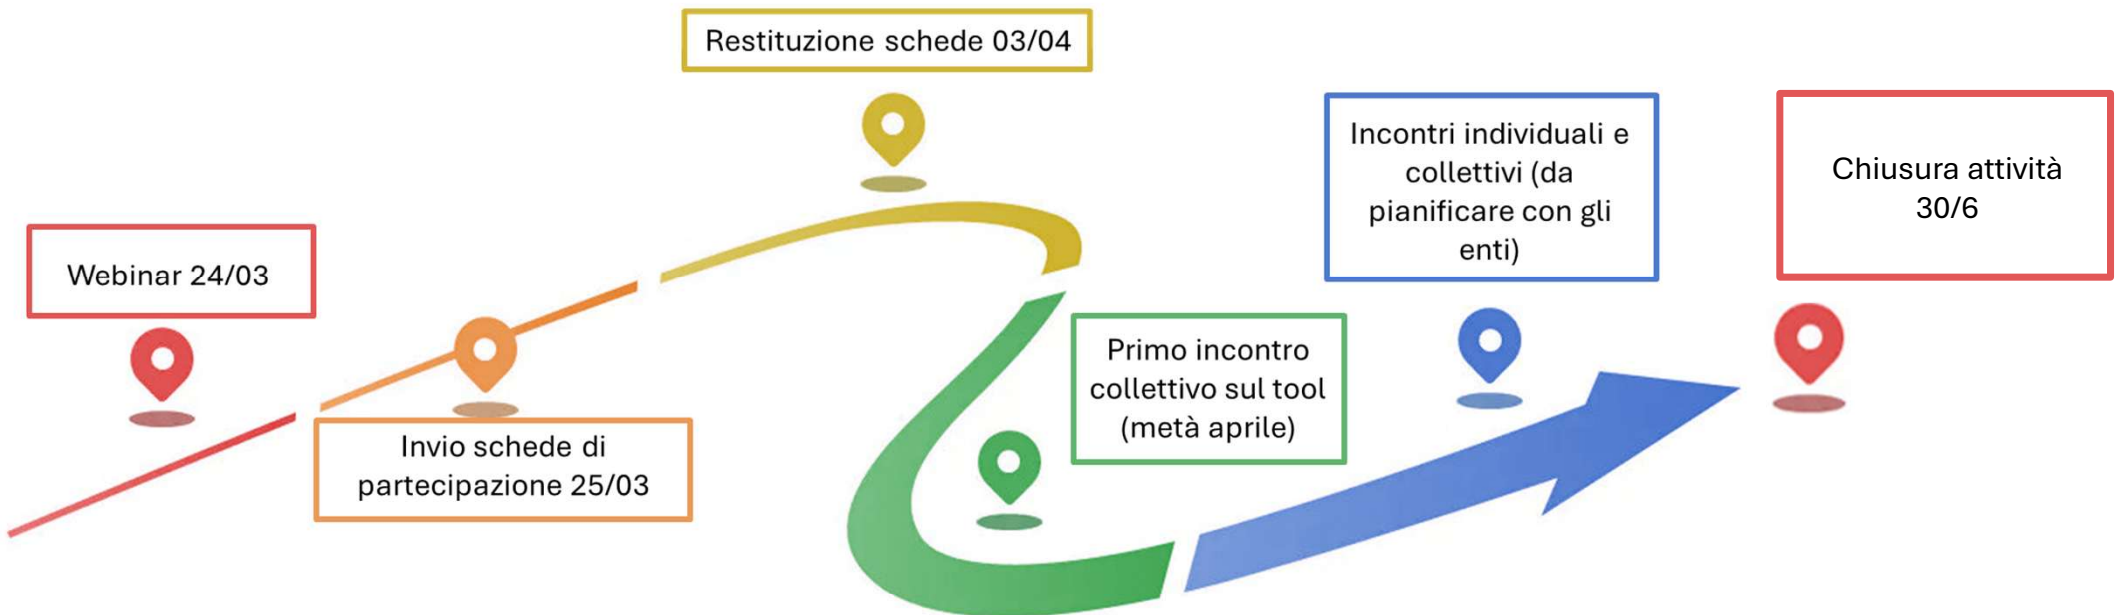 Webinar 24/03
Invio schede di
partecipazione 25/03
Restituzione schede 03/04
Primo incontro
collettivo sul tool
(metà aprile)
Incontri individuali e
collettivi (da
pianificare con gli
enti)
Chiusura attività
30/6